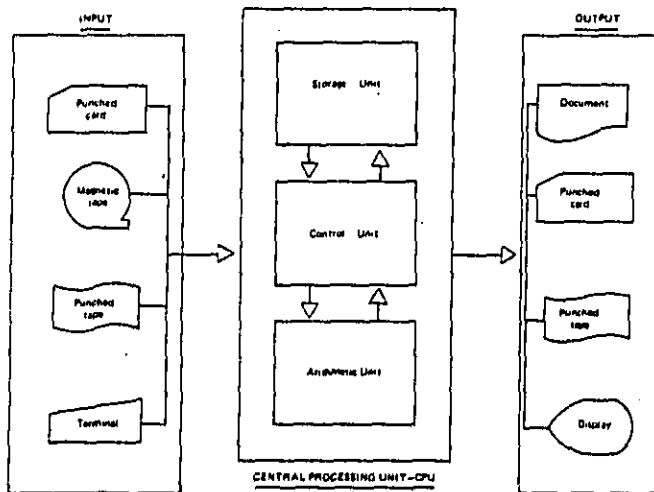 INPUT
Punched
card
Magnetic
tape
Punched
tape
Terminal
Storage Unit
Control Unit
Arithmetic Unit
CENTRAL PROCESSING UNIT-CPU
OUTPUT
Document
Punched
card
Punched
tape
Display